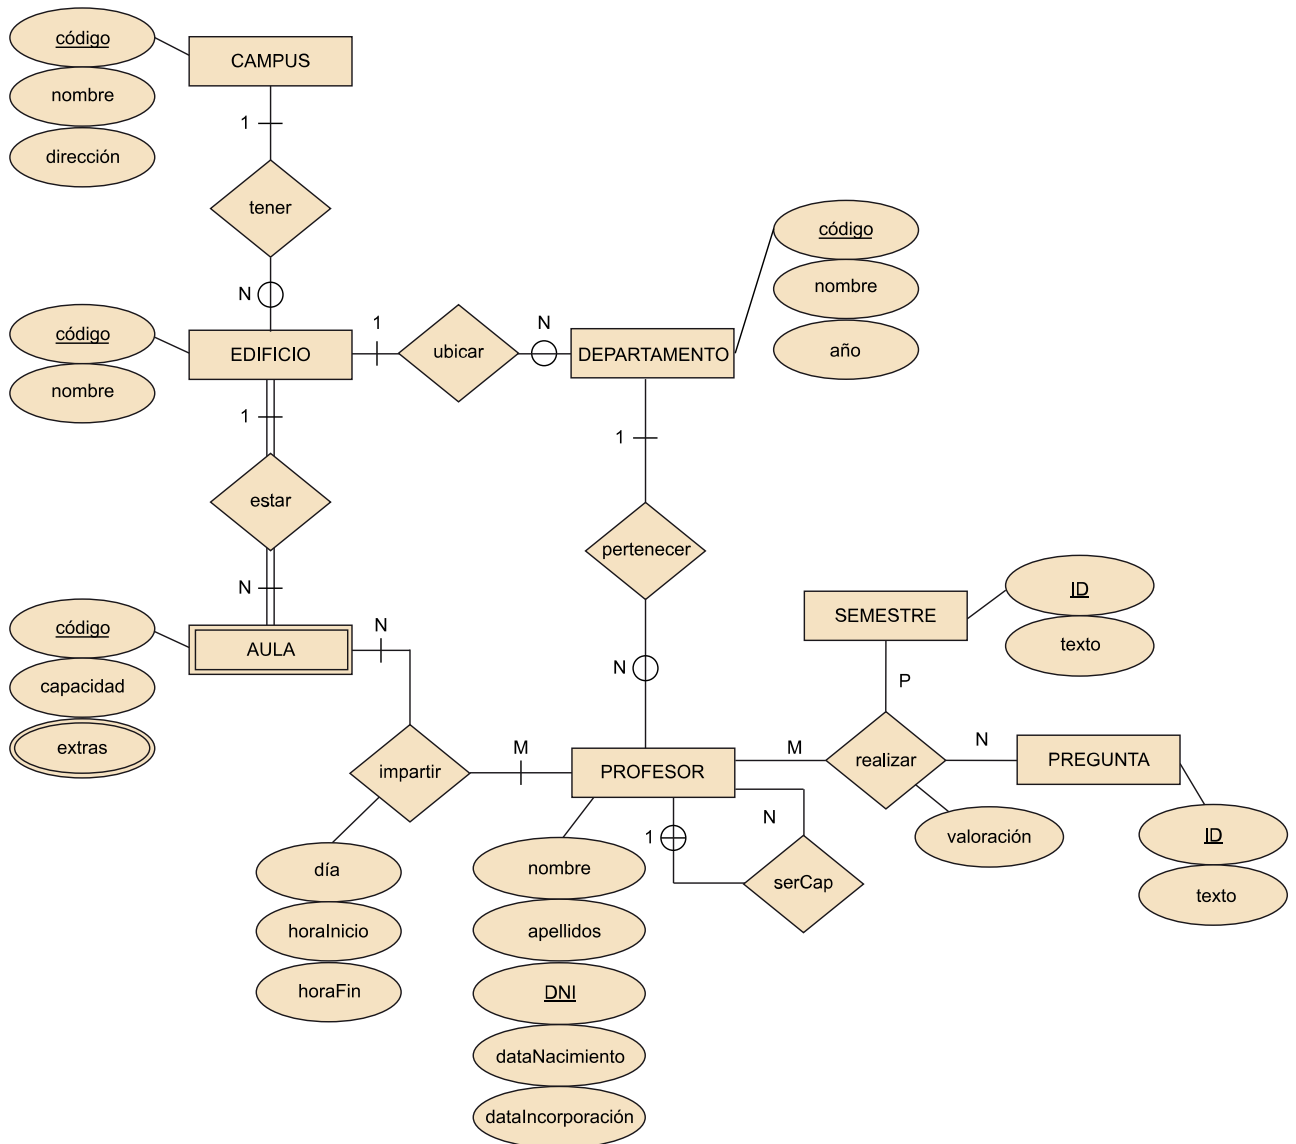 código
CAMPUS
nombre
1
dirección
tener
código
N
nombre
código
1
N
EDIFICIO
ubicar
DEPARTAMENTO
año
nombre
1
1
estar
pertenecer
N
ID
código
N
SEMESTRE
AULA
texto
N
capacidad
P
extras
M
M
N
impartir
PROFESOR
realizar
PREGUNTA
N
1
valoración
ID
día
nombre
serCap
texto
horaInicio
apellidos
horaFin
DNI
dataNacimiento
dataIncorporación